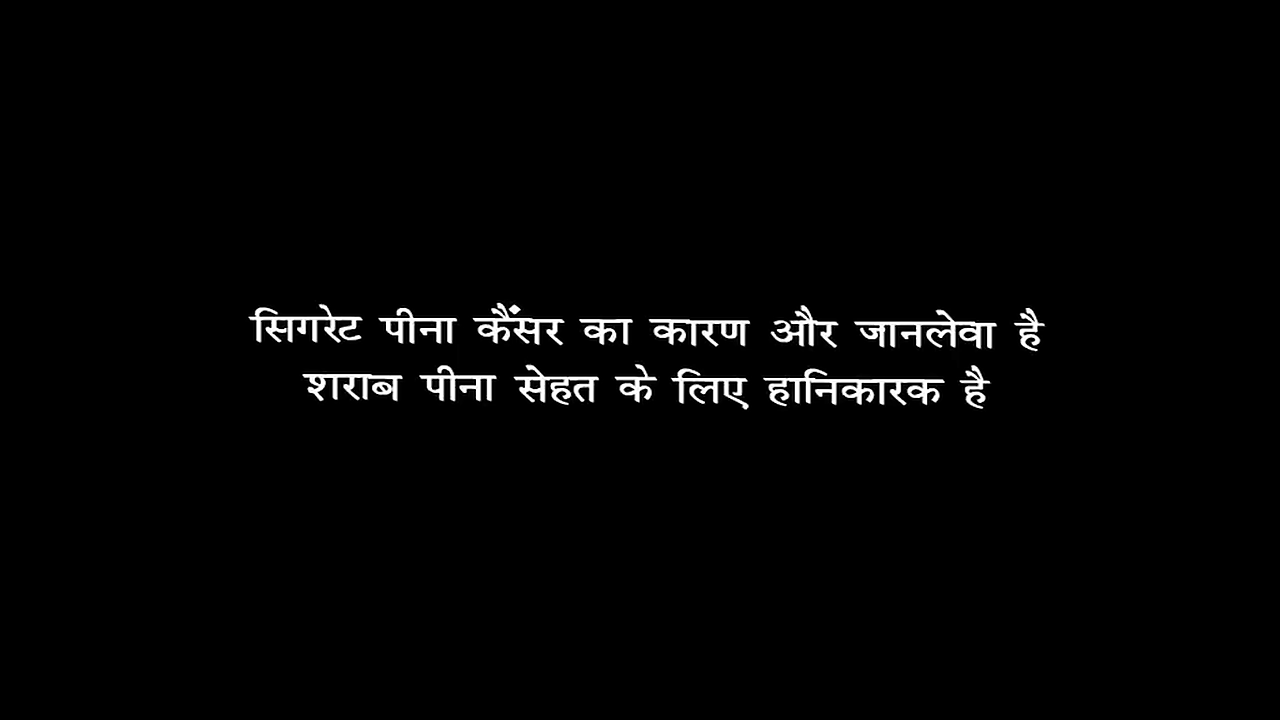 सिगरेट पीना कैंसर का कारण और जानलेवा है
शराब पीना सेहत के लिए हानिकारक है